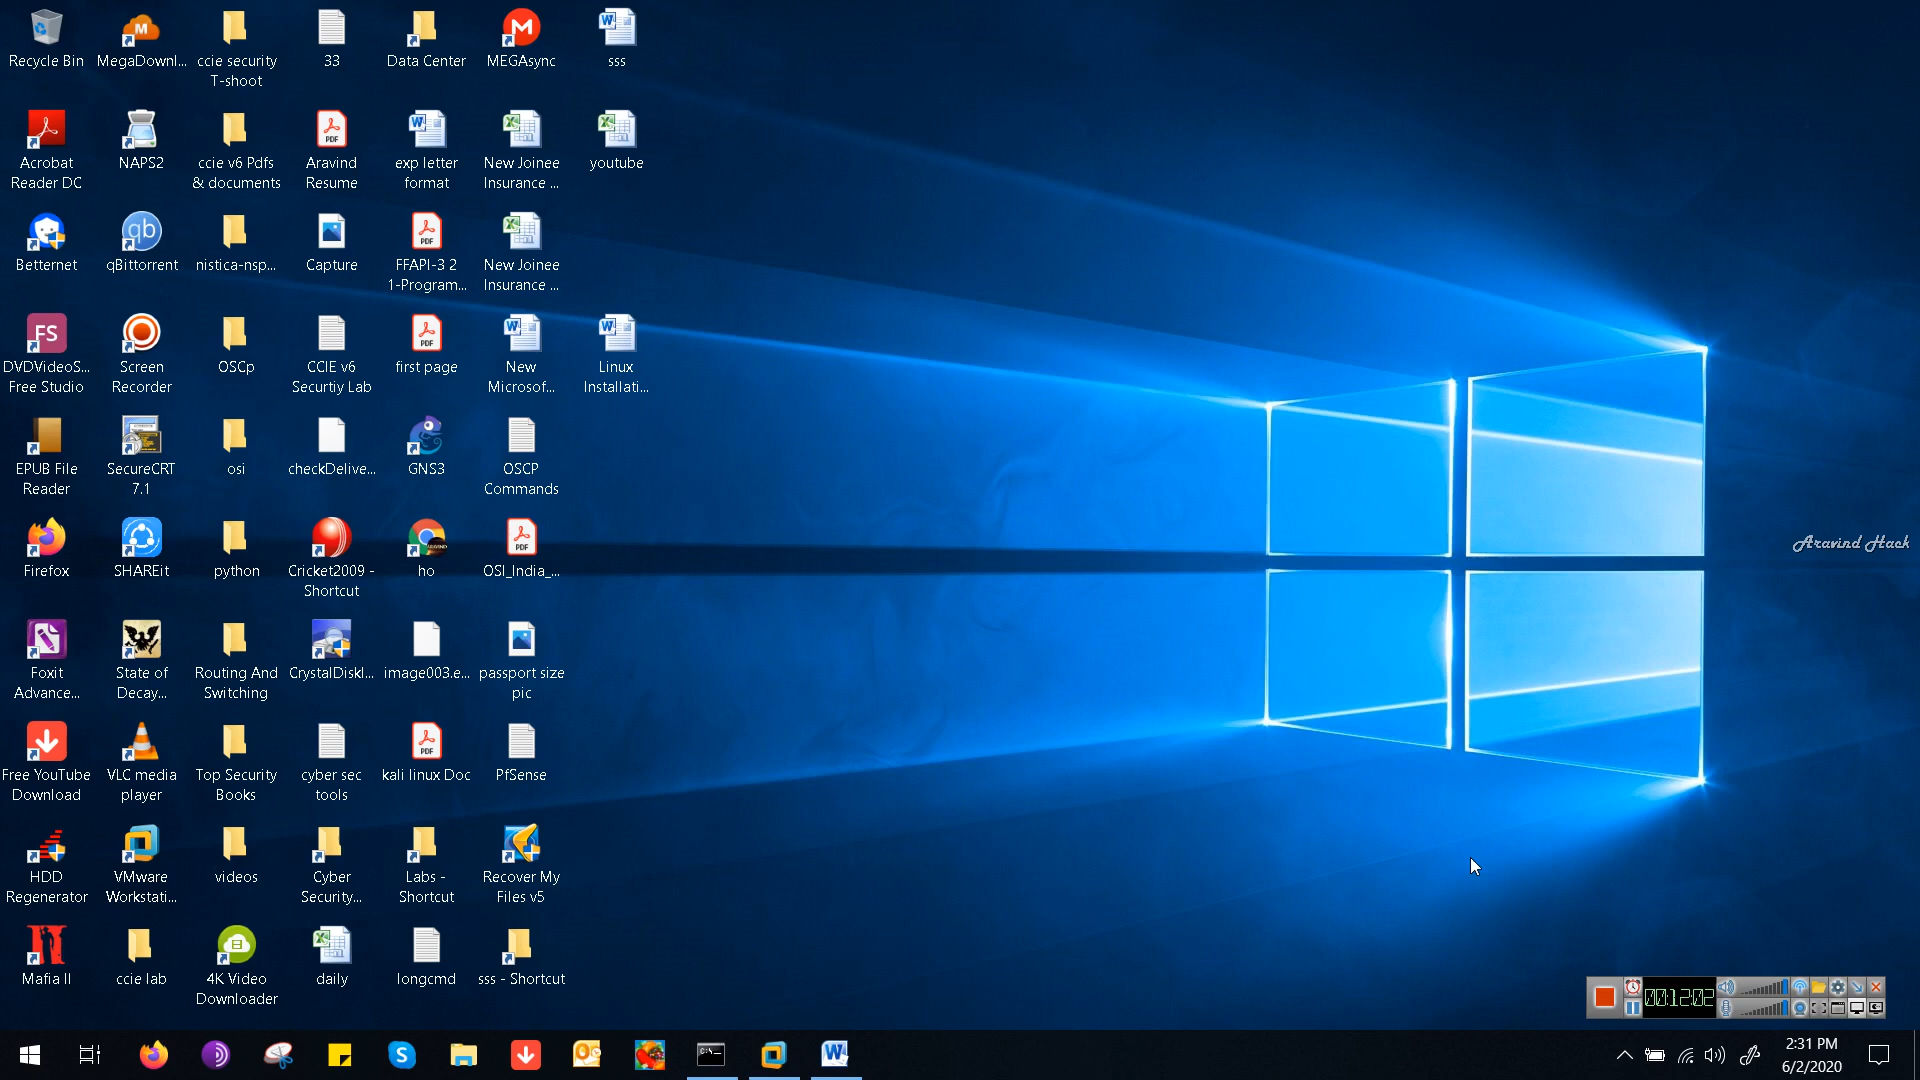 Recycle Bin
MegaDownl...
ccie security
T-shoot
33
Data Center
MEGAsync
sss
Acrobat
Reader DC
NAPS2
ccie v6 Pdfs
& documents
Aravind
Resume
exp letter
format
New Joinee
Insurance ...
youtube
Betternet
qBittorrent
nistica-nsp...
Capture
FFAPI-3 2
1-Program...
New Joinee
Insurance ...
DVDVideoS...
Free Studio
Screen
Recorder
OSCp
CCIE v6
Securtiy Lab
first page
New
Microsof...
Linux
Installati...
EPUB File
Reader
SecureCRT
7.1
osi
checkDelive...
GNS3
OSCP
Commands
Firefox
SHAREit
python
Cricket2009 -
Shortcut
ho
OSI_India_...
Aravind Hack
Foxit
Advance...
State of
Decay...
Routing And
Switching
CrystalDiskI...
image003.e...
passport size
pic
Free YouTube
Download
VLC media
player
Top Security
Books
cyber sec
tools
kali linux Doc
PfSense
HDD
Regenerator
VMware
Workstati...
videos
Cyber
Security...
Labs -
Shortcut
Recover My
Files v5
Mafia II
ccie lab
4K Video
Downloader
daily
longcmd
sss - Shortcut
00:12:02
2:31 PM
6/2/2020